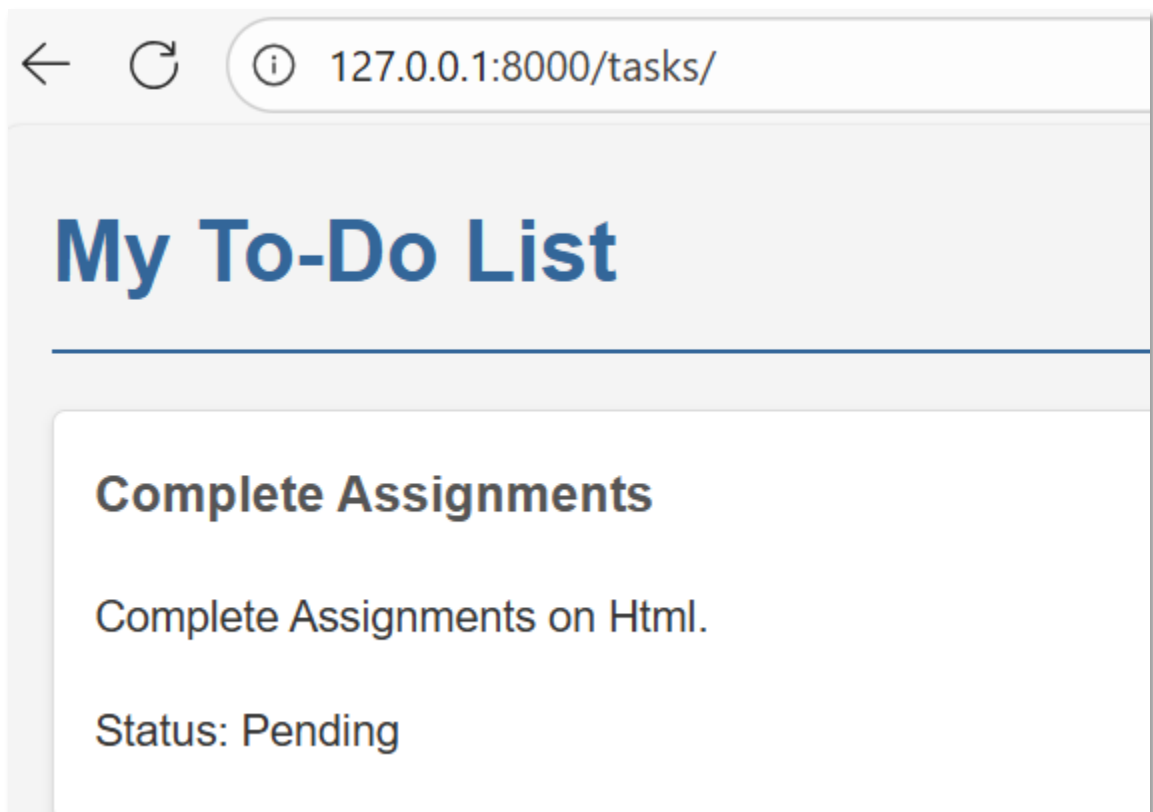 127.0.0.1:8000/tasks/
My To-Do List
Complete Assignments
Complete Assignments on Html.
Status: Pending